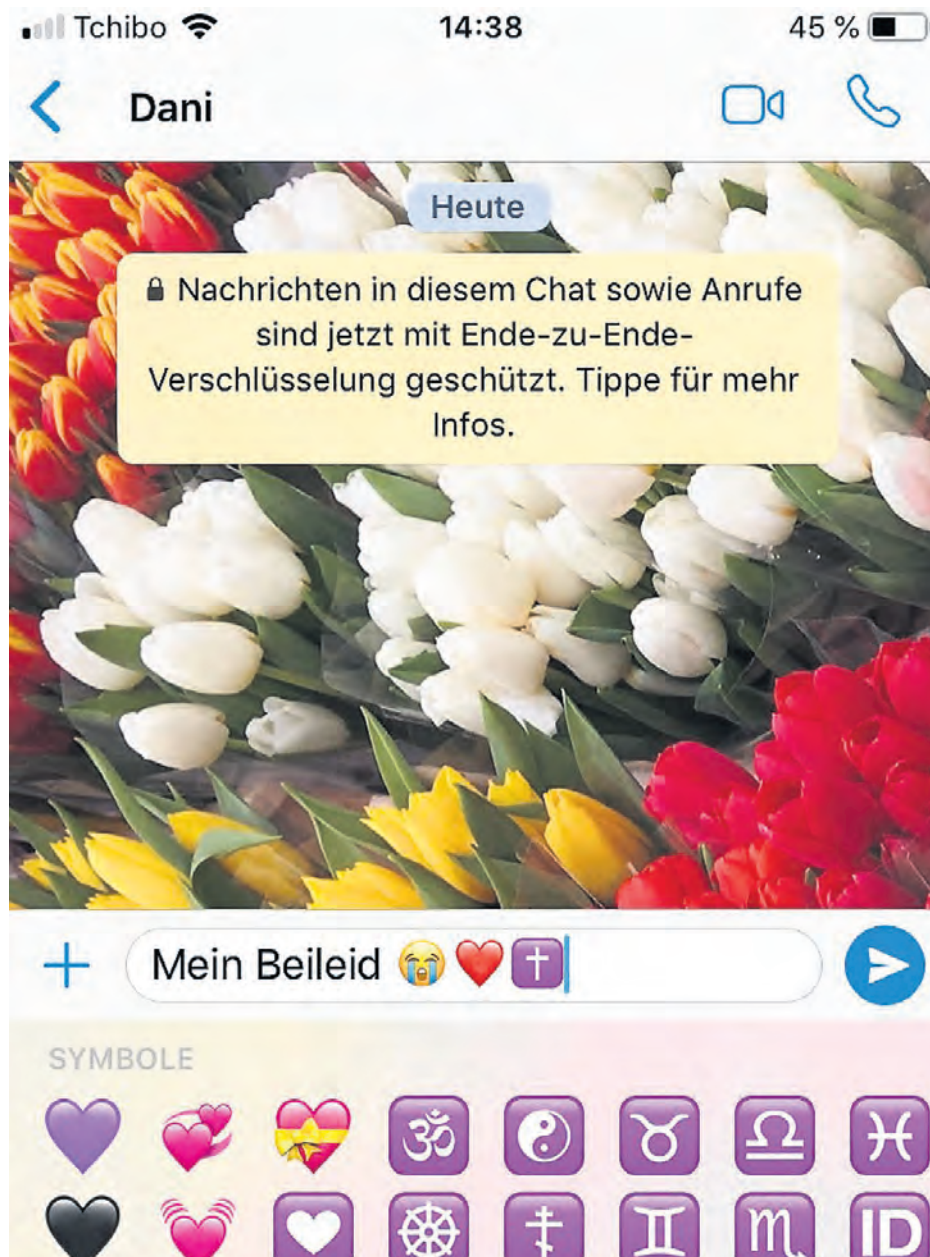 Tchibo 14:38 45 %
Dani
Heute
Nachrichten in diesem Chat sowie Anrufe
sind jetzt mit Ende-zu-Ende-
Verschlüsselung geschützt. Tippe für mehr
Infos.
Mein Beileid 😭❤️✝️
SYMBOLE
ID